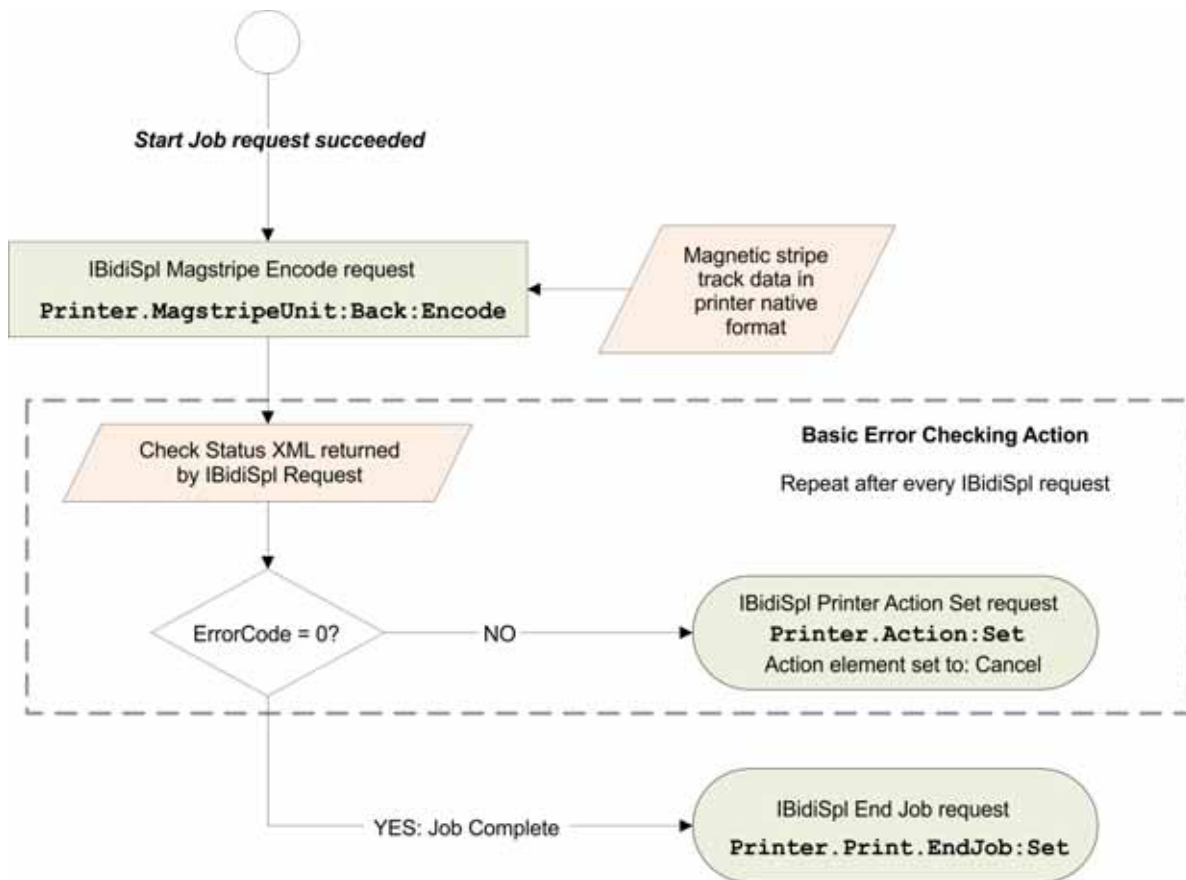 Start Job request succeeded
IBidiSpl Magstripe Encode request
Printer.MagstripeUnit:Back:Encode
Magnetic stripe
track data in
printer native
format
Check Status XML returned
by IBidiSpl Request
Basic Error Checking Action
Repeat after every IBidiSpl request
ErrorCode = 0?
NO
IBidiSpl Printer Action Set request
Printer.Action:Set
Action element set to: Cancel
YES: Job Complete
IBidiSpl End Job request
Printer.Print.EndJob:Set